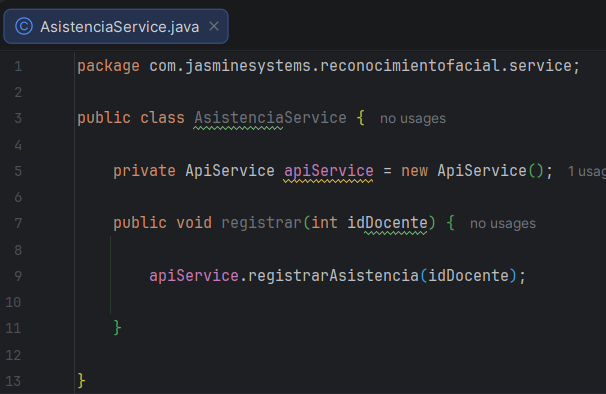 AsistenciaService.java
1 package com.jasminesystems.reconocimientofacial.service;
2
3 public class AsistenciaService { no usages
4
5 private ApiService apiService = new ApiService(); 1 usag
6
7 public void registrar(int idDocente) { no usages
8
9 apiService.registrarAsistencia(idDocente);
10
11 }
12
13 }